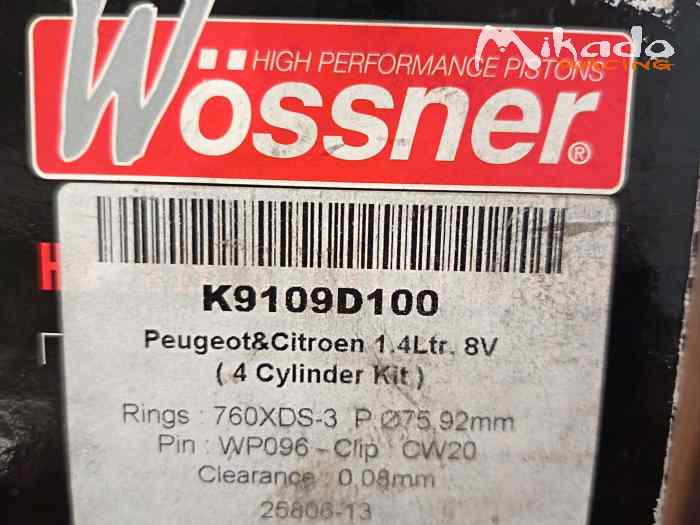 Mikado
RACING
HIGH PERFORMANCE PISTONS
Wössner®
K9109D100
Peugeot&Citroen 1.4Ltr. 8V
( 4 Cylinder Kit )
Rings : 760XDS-3 P Ø75,92mm
Pin : WP096 - Clip CW20
Clearance : 0,08mm
25806-13